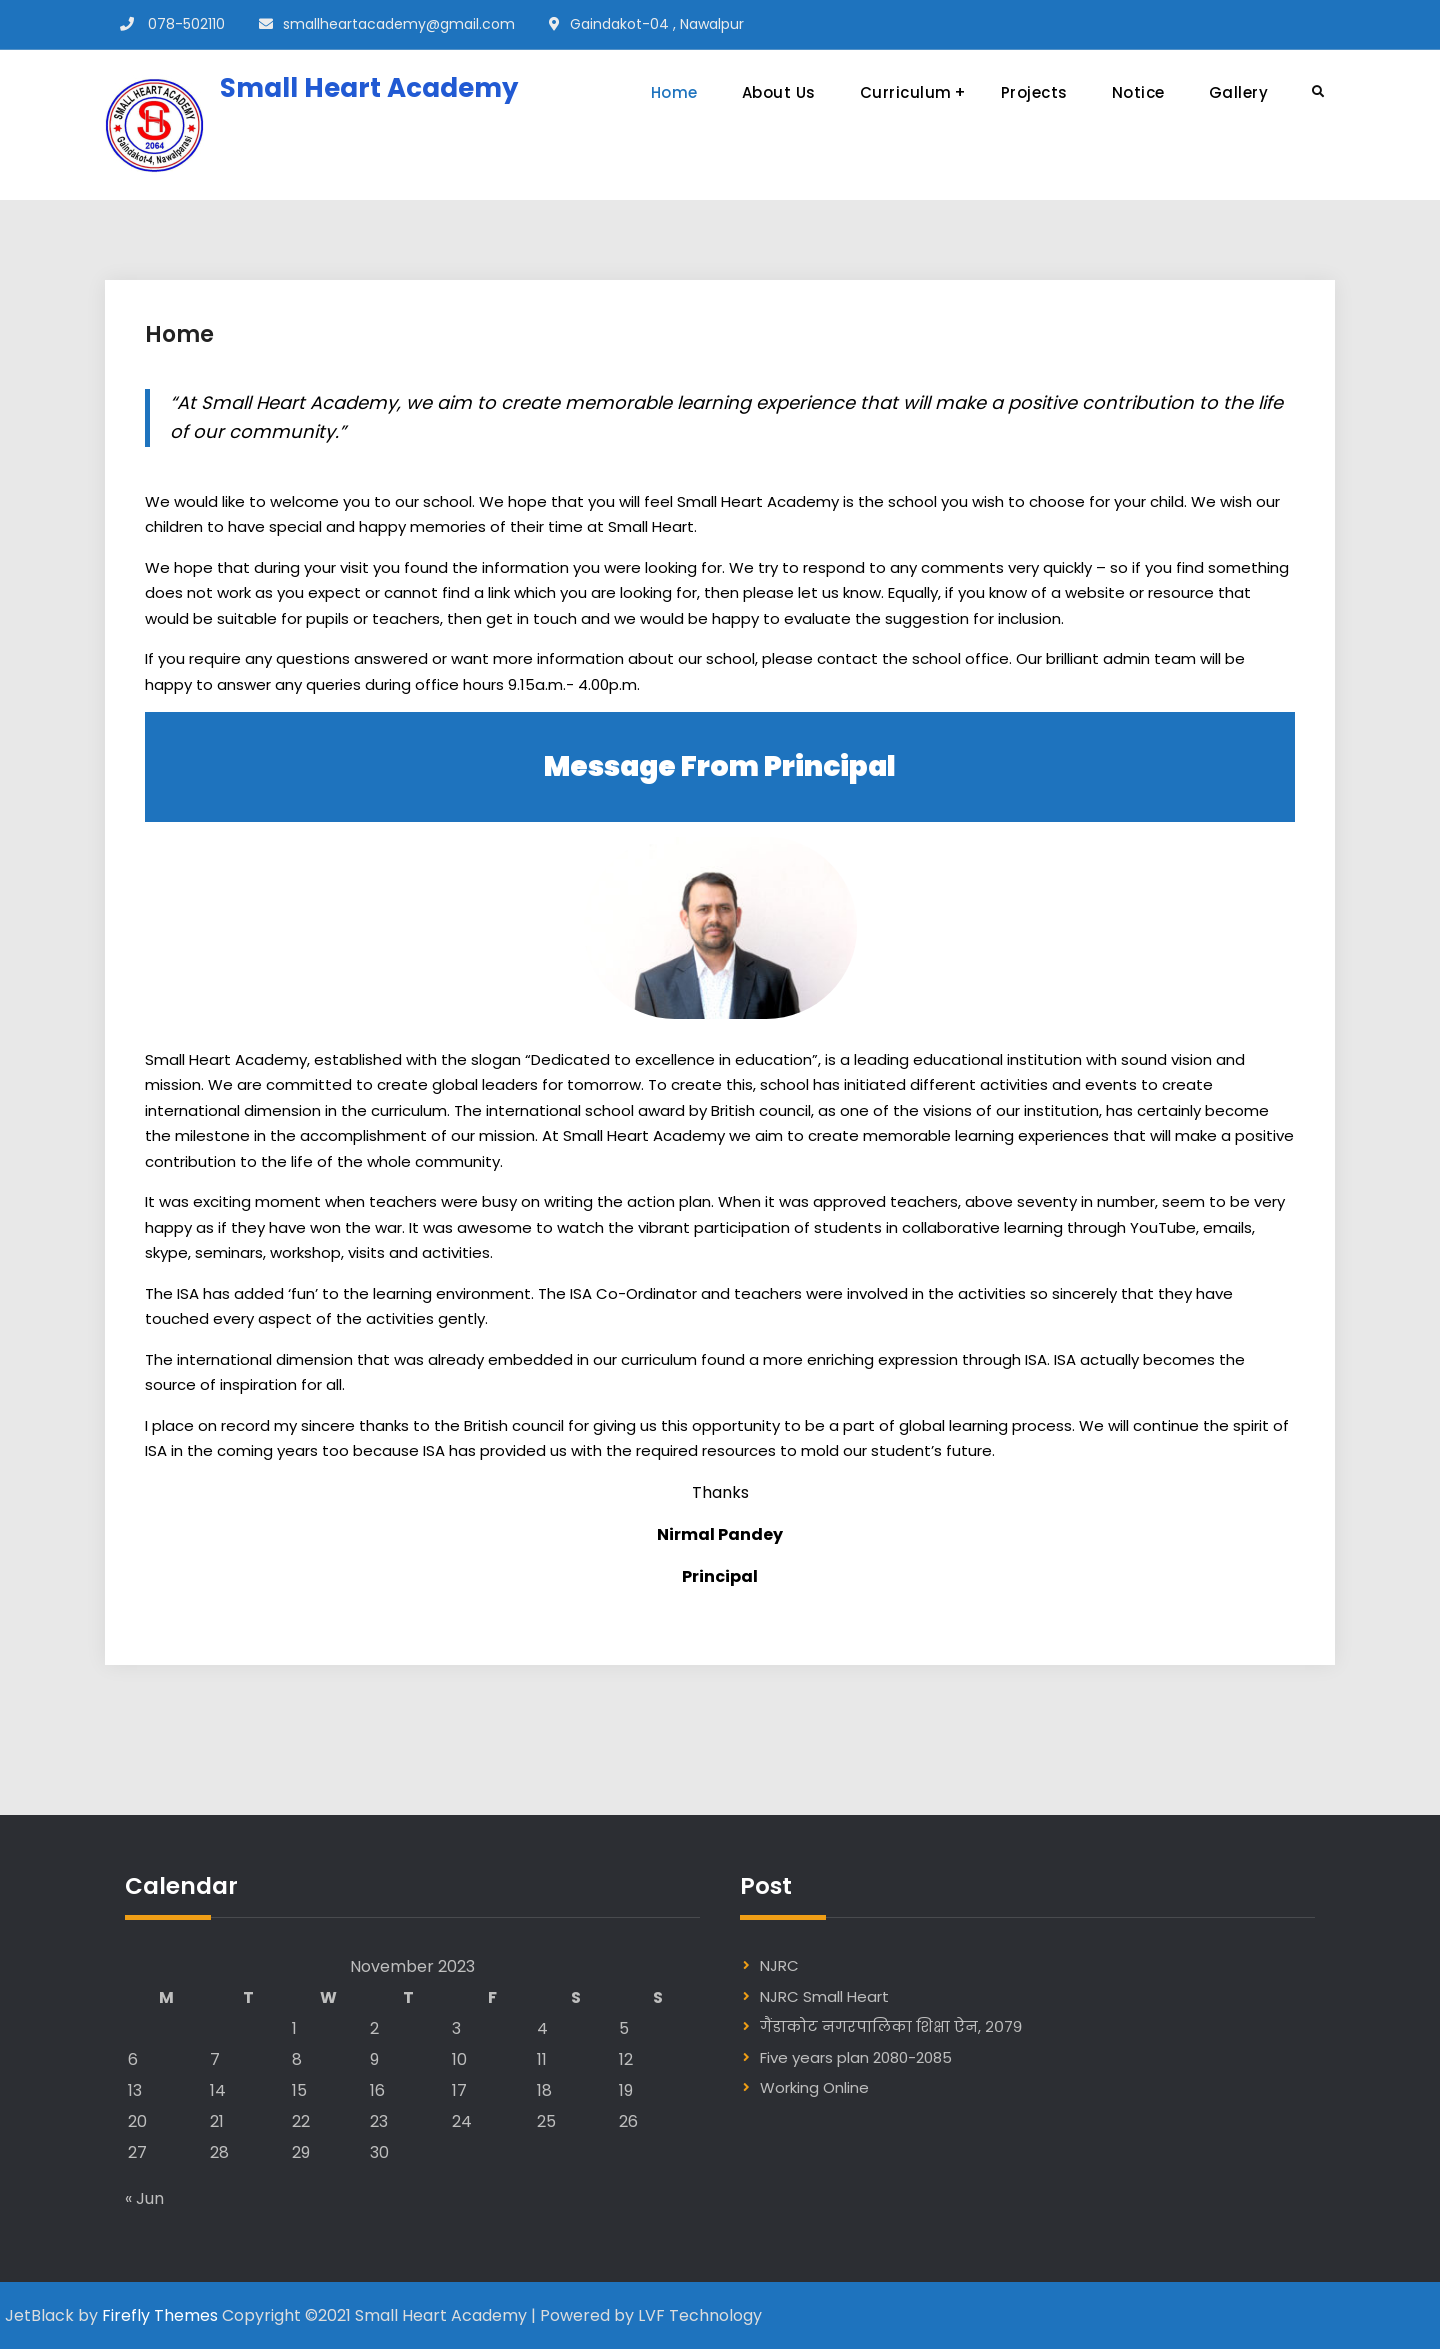 078-502110 smallheartacademy@gmail.com Gaindakot-04 , Nawalpur
SMALL HEART ACADEMY
SH
2064
Gaindakot-4, Nawalparasi
Small Heart Academy
Home About Us Curriculum + Projects Notice Gallery
Home
“At Small Heart Academy, we aim to create memorable learning experience that will make a positive contribution to the life
of our community.”
We would like to welcome you to our school. We hope that you will feel Small Heart Academy is the school you wish to choose for your child. We wish our
children to have special and happy memories of their time at Small Heart.
We hope that during your visit you found the information you were looking for. We try to respond to any comments very quickly – so if you find something
does not work as you expect or cannot find a link which you are looking for, then please let us know. Equally, if you know of a website or resource that
would be suitable for pupils or teachers, then get in touch and we would be happy to evaluate the suggestion for inclusion.
If you require any questions answered or want more information about our school, please contact the school office. Our brilliant admin team will be
happy to answer any queries during office hours 9.15a.m.- 4.00p.m.
Message From Principal
Small Heart Academy, established with the slogan “Dedicated to excellence in education”, is a leading educational institution with sound vision and
mission. We are committed to create global leaders for tomorrow. To create this, school has initiated different activities and events to create
international dimension in the curriculum. The international school award by British council, as one of the visions of our institution, has certainly become
the milestone in the accomplishment of our mission. At Small Heart Academy we aim to create memorable learning experiences that will make a positive
contribution to the life of the whole community.
It was exciting moment when teachers were busy on writing the action plan. When it was approved teachers, above seventy in number, seem to be very
happy as if they have won the war. It was awesome to watch the vibrant participation of students in collaborative learning through YouTube, emails,
skype, seminars, workshop, visits and activities.
The ISA has added ‘fun’ to the learning environment. The ISA Co-Ordinator and teachers were involved in the activities so sincerely that they have
touched every aspect of the activities gently.
The international dimension that was already embedded in our curriculum found a more enriching expression through ISA. ISA actually becomes the
source of inspiration for all.
I place on record my sincere thanks to the British council for giving us this opportunity to be a part of global learning process. We will continue the spirit of
ISA in the coming years too because ISA has provided us with the required resources to mold our student’s future.
Thanks
Nirmal Pandey
Principal
Calendar
November 2023
M T W T F S S
1 2 3 4 5
6 7 8 9 10 11 12
13 14 15 16 17 18 19
20 21 22 23 24 25 26
27 28 29 30
« Jun
Post
NJRC
NJRC Small Heart
गैंडाकोट नगरपालिका शिक्षा ऐन, २०७९
Five years plan 2080-2085
Working Online
JetBlack by Firefly Themes Copyright ©2021 Small Heart Academy | Powered by LVF Technology